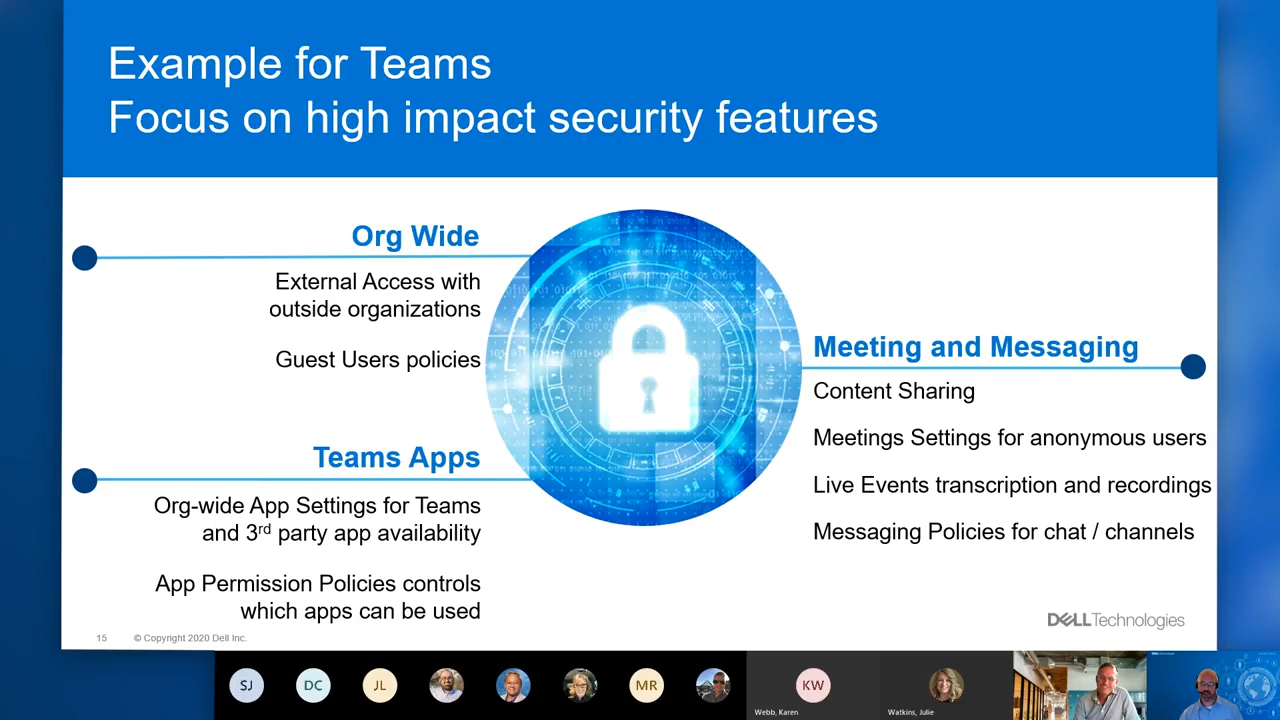 Example for Teams
Focus on high impact security features
Org Wide
External Access with
outside organizations
Guest Users policies
Teams Apps
Org-wide App Settings for Teams
and 3rd party app availability
App Permission Policies controls
which apps can be used
Meeting and Messaging
Content Sharing
Meetings Settings for anonymous users
Live Events transcription and recordings
Messaging Policies for chat / channels
15
© Copyright 2020 Dell Inc.
DELLTechnologies
SJ
DC
JL
MR
KW
Webb, Karen
Watkins, Julie